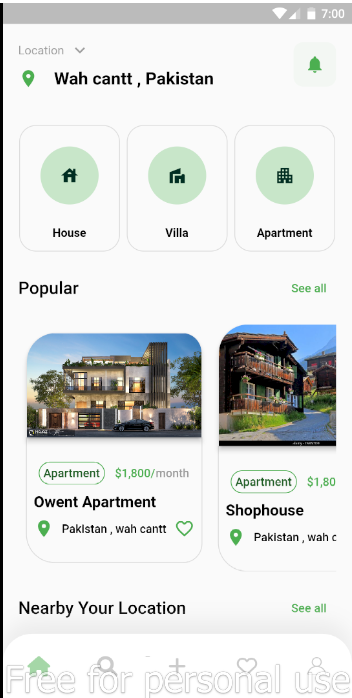 7:00
Location
Wah cantt , Pakistan
House
Villa
Apartment
Popular
See all
Apartment
$1,800/month
Owent Apartment
Pakistan , wah cantt
Apartment
$1,80
Shophouse
Pakistan , wah c
Nearby Your Location
See all
Free for personal use